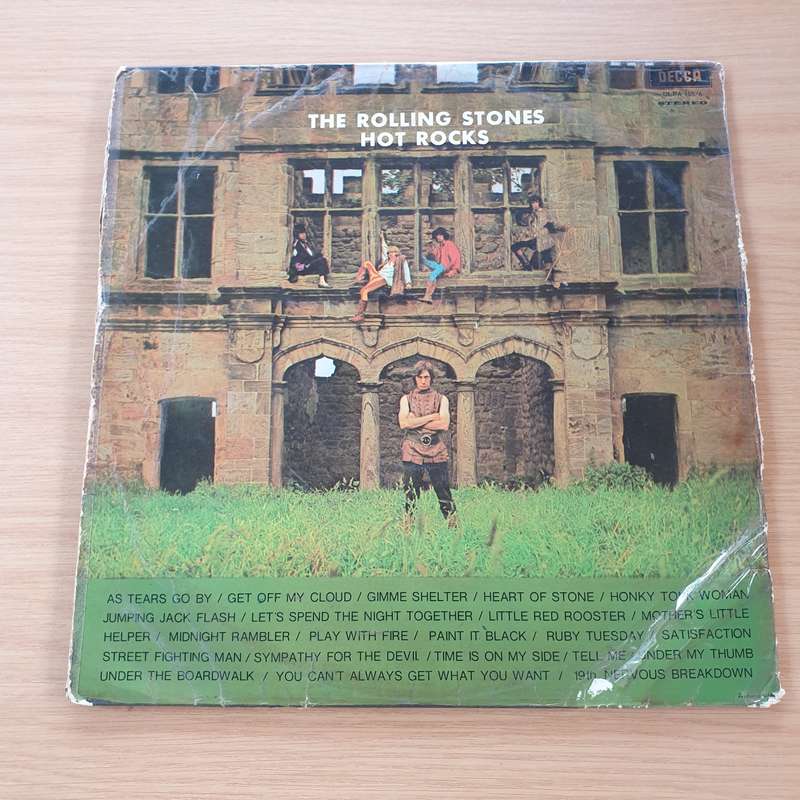 DECCA
STEREO
THE ROLLING STONES
HOT ROCKS
AS TEARS GO BY / GET OFF MY CLOUD / GIMME SHELTER / HEART OF STONE / HONKY TONK WOMAN
JUMPING JACK FLASH / LET'S SPEND THE NIGHT TOGETHER / LITTLE RED ROOSTER / MOTHER'S LITTLE
HELPER / MIDNIGHT RAMBLER / PLAY WITH FIRE / PAINT IT BLACK / RUBY TUESDAY / SATISFACTION
STREET FIGHTING MAN / SYMPATHY FOR THE DEVIL / TIME IS ON MY SIDE / TELL ME / UNDER MY THUMB
UNDER THE BOARDWALK / YOU CAN'T ALWAYS GET WHAT YOU WANT / 19th NERVOUS BREAKDOWN